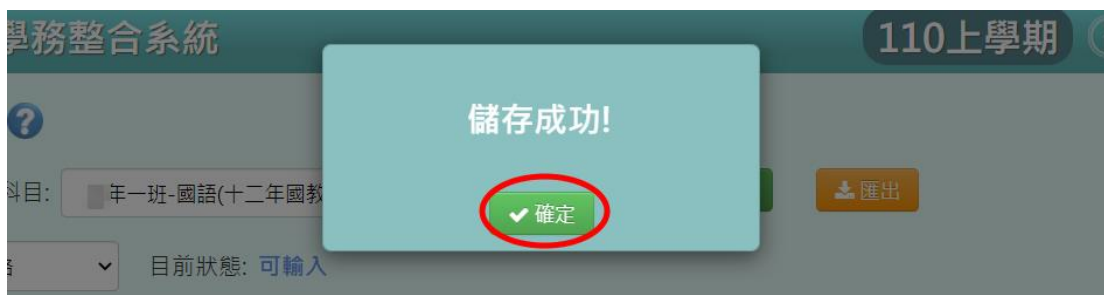 學務整合系統
110上學期
儲存成功!
科目: 年一班-國語(十二年國教
確定
匯出
目前狀態: 可輸入